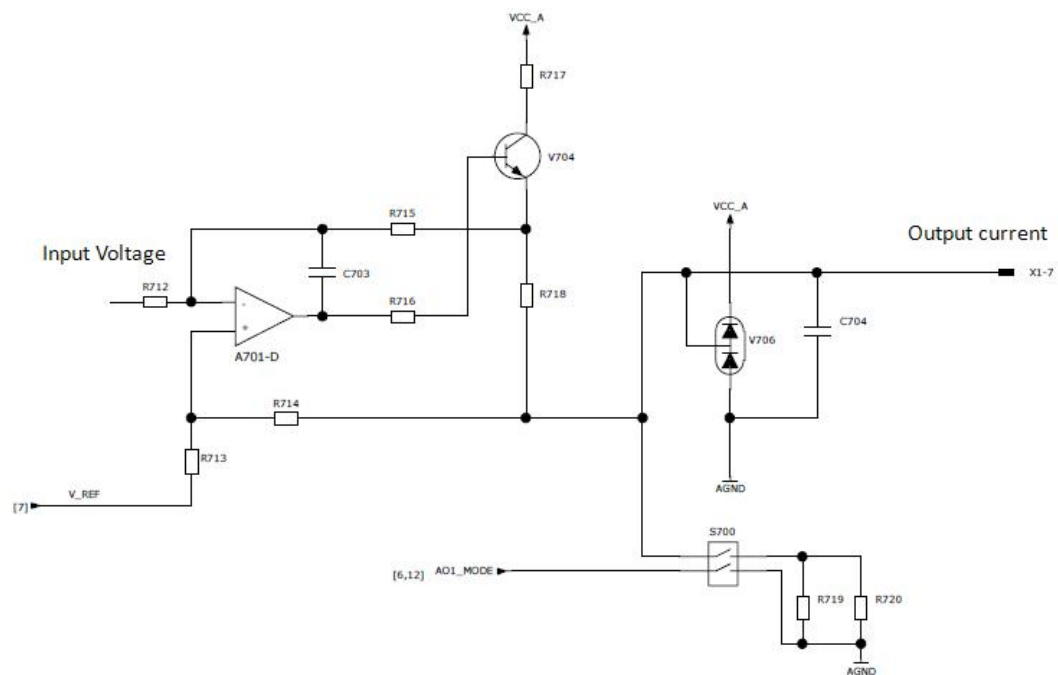 VCC_A
R717
V704
R715
VCC_A
Output current
Input Voltage
C703
X1-7
R712
R716
R718
-
+
C704
V706
A701-D
R714
R713
V_REF
[7]
AGND
S700
[6,12]
AO1_MODE
R719
R720
AGND